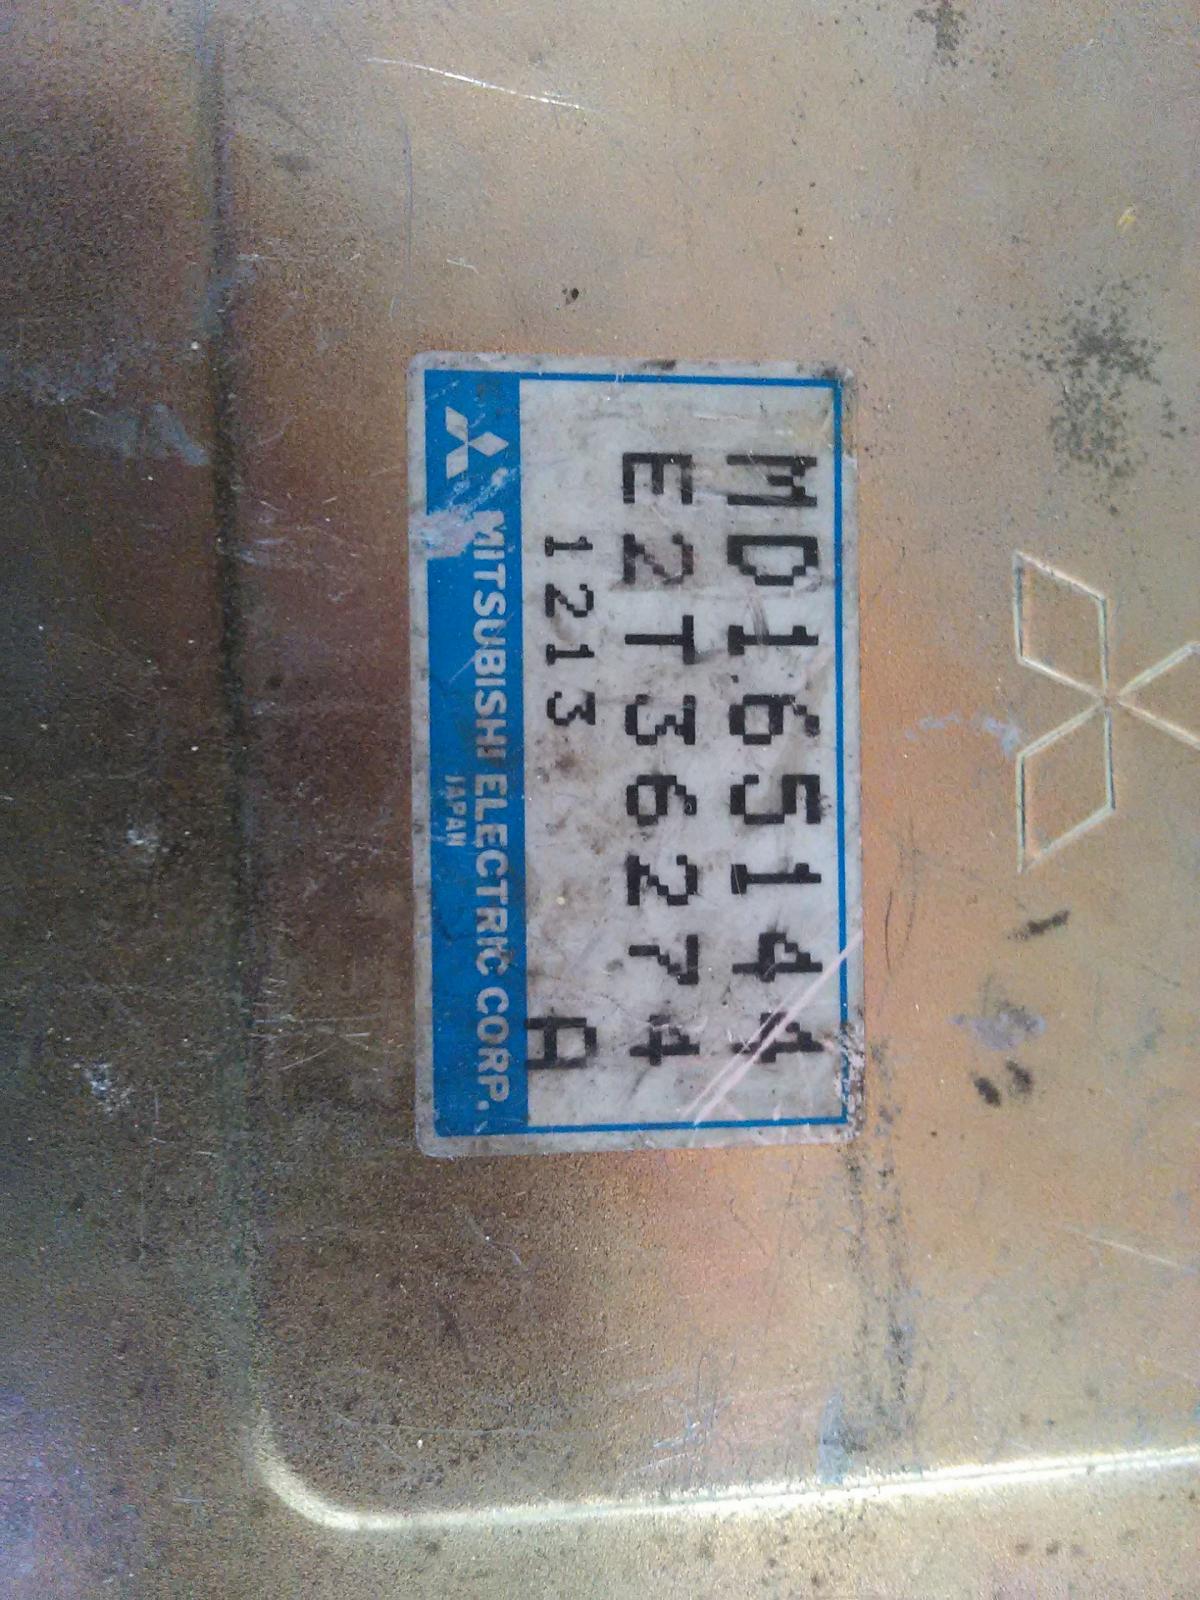 MD165144
E2T36274
1213 A
MITSUBISHI ELECTRIC CORP.
JAPAN